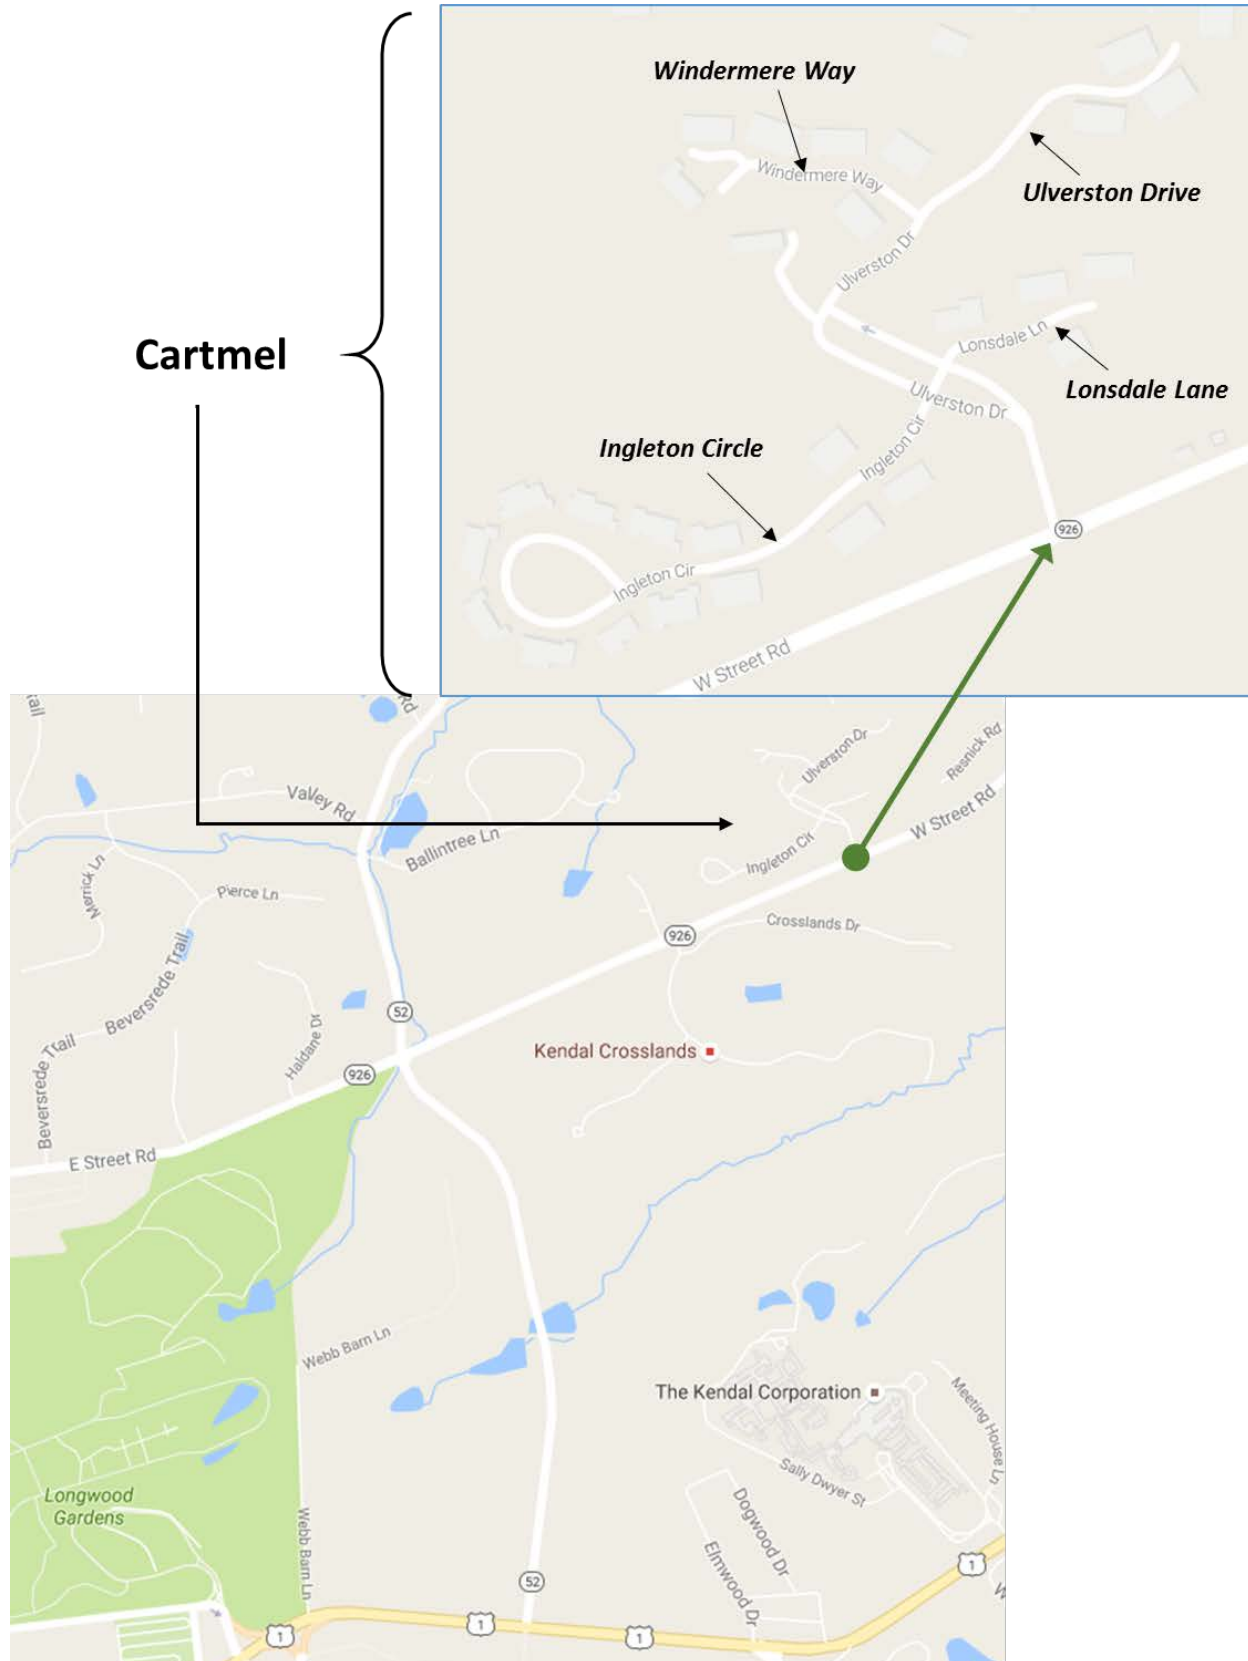 Windermere Way
Windermere Way
Ulverston Drive
Ulverston Dr
Cartmel
Lonsdale Ln
Lonsdale Lane
Ulverston Dr
Ingleton Circle
Ingleton Cir
926
Ingleton Cir
W Street Rd
Trail
Rd
Ulverston Dr
Resnick Rd
Valley Rd
W Street Rd
Ballintree Ln
Ingleton Cir
Merrick Ln
Pierce Ln
Crosslands Dr
926
Beversrede Trail
52
Haldane Dr
Kendal Crosslands
926
Beversrede Trail
E Street Rd
Webb Barn Ln
The Kendal Corporation
Meeting House Ln
Sally Dwyer St
Longwood
Gardens
Dogwood Dr
Webb Barn Ln
Elmwood Dr
1
52
1
1
1
W